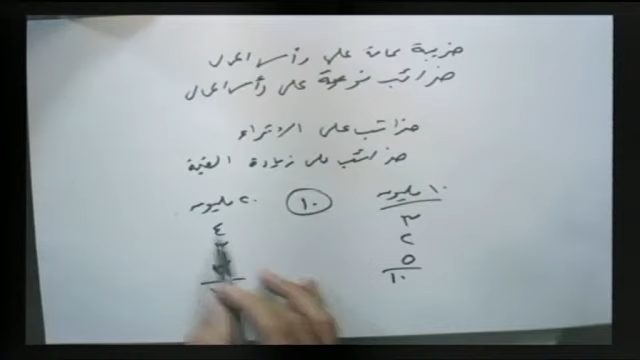 ضريبة عامة على رأس المال
ضرائب نوعية على رأس المال
ضرائب على الاثراء
ضرائب على زيادة القيمة
١٠ مليون
٣
٢
٥
١٠
١٠
٢٠ مليون
٤